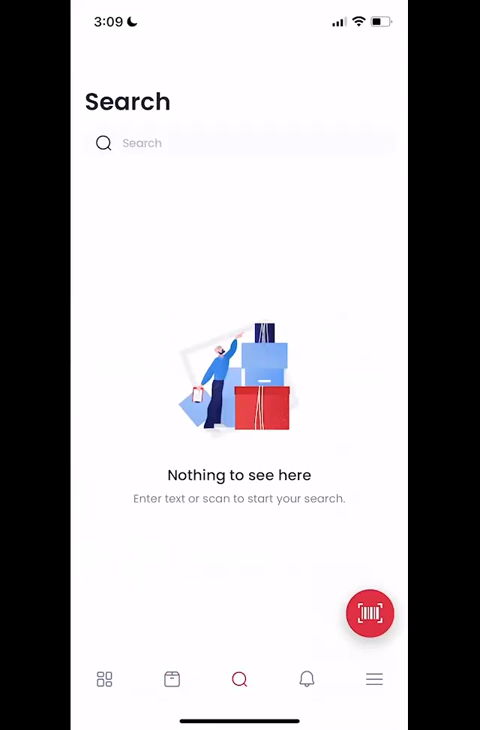 3:09
Search
Search
Nothing to see here
Enter text or scan to start your search.